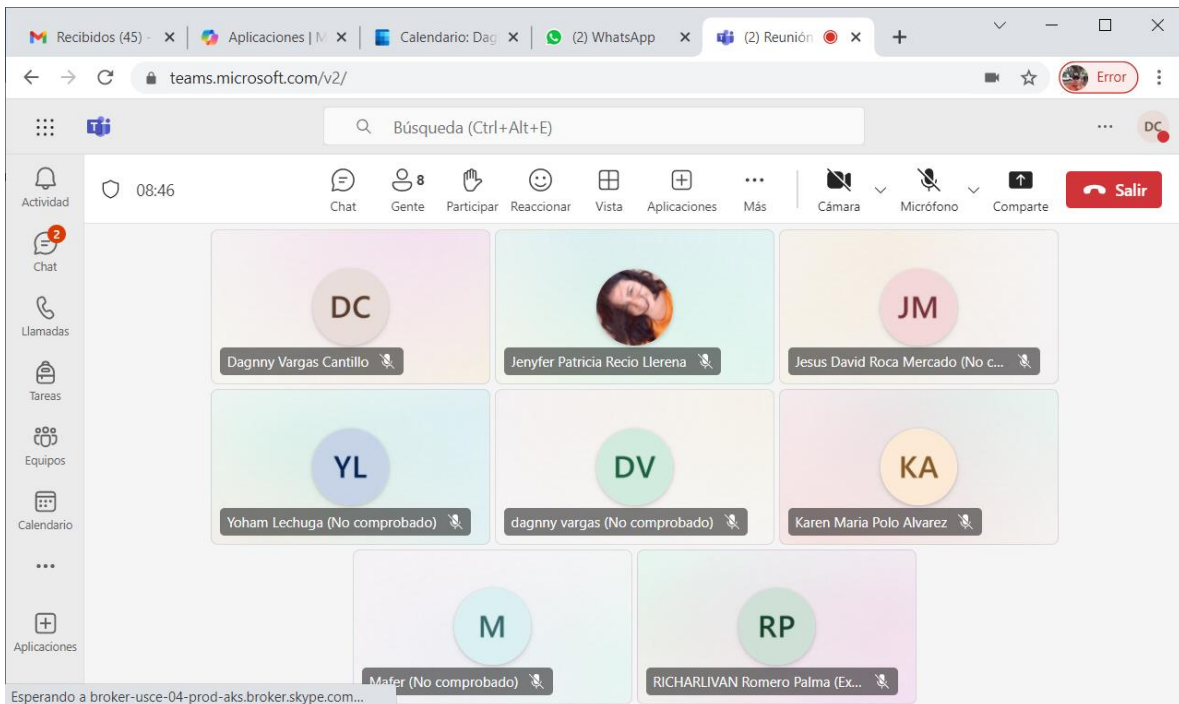 Recibidos (45) -
Aplicaciones | M
Calendario: Dag
(2) WhatsApp
(2) Reunión
teams.microsoft.com/v2/
Error
Búsqueda (Ctrl+Alt+E)
DC
Actividad
08:46
Chat
8
Gente
Participar
Reaccionar
Vista
Aplicaciones
Más
Cámara
Micrófono
Comparte
Salir
2
Chat
Llamadas
Tareas
Equipos
Calendario
Aplicaciones
DC
Dagnny Vargas Cantillo
Jenyfer Patricia Recio Llerena
JM
Jesus David Roca Mercado (No c...
YL
Yoham Lechuga (No comprobado)
DV
dagnny vargas (No comprobado)
KA
Karen Maria Polo Alvarez
M
Mafer (No comprobado)
RP
RICHARLIVAN Romero Palma (Ex...
Esperando a broker-usce-04-prod-aks.broker.skype.com...